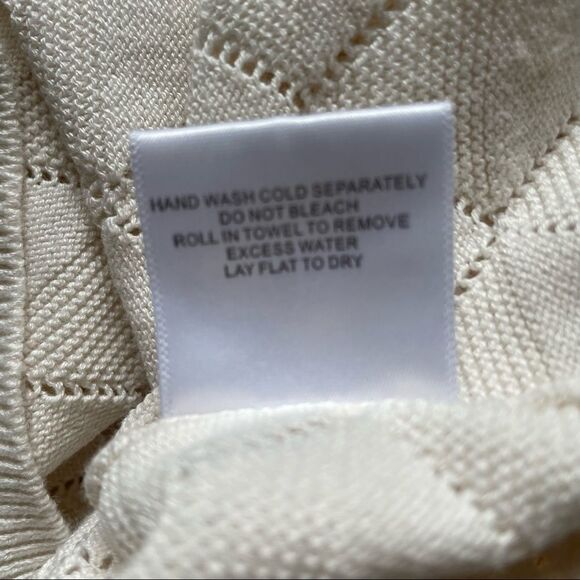 HAND WASH COLD SEPARATELY
DO NOT BLEACH
ROLL IN TOWEL TO REMOVE
EXCESS WATER
LAY FLAT TO DRY